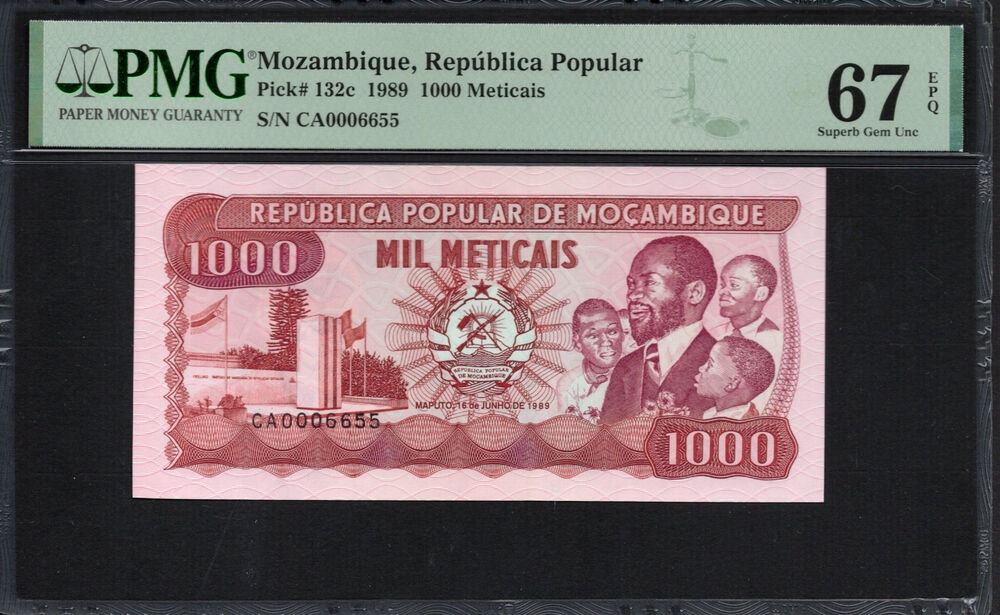 PMG®
PAPER MONEY GUARANTY
Mozambique, República Popular
Pick# 132c 1989 1000 Meticais
S/N CA0006655
67
EPQ
Superb Gem Unc
REPÚBLICA POPULAR DE MOÇAMBIQUE
1000
MIL METICAIS
REPÚBLICA POPULAR
DE MOÇAMBIQUE
MAPUTO, 16 de JUNHO DE 1989
CA0006655
1000